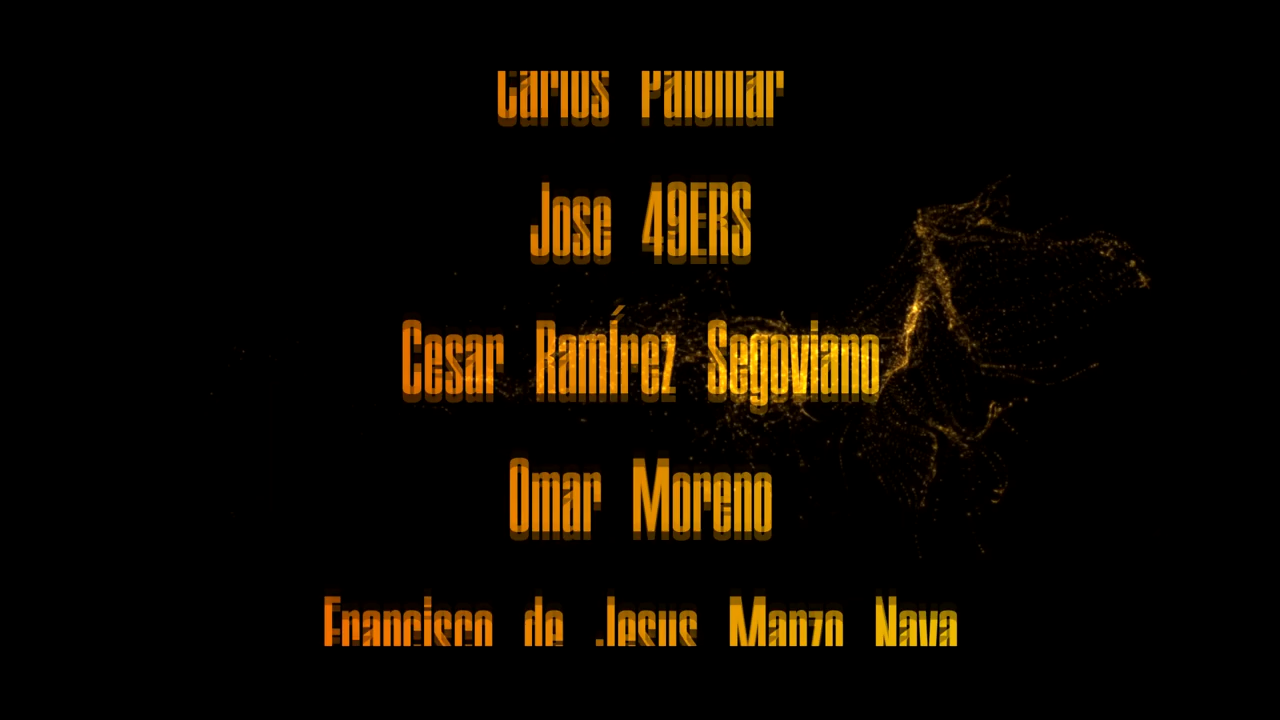 Carlos Palomar
Jose 49ERS
Cesar RamÍrez Segoviano
Omar Moreno
Francisco de Jesus Manzo Nava